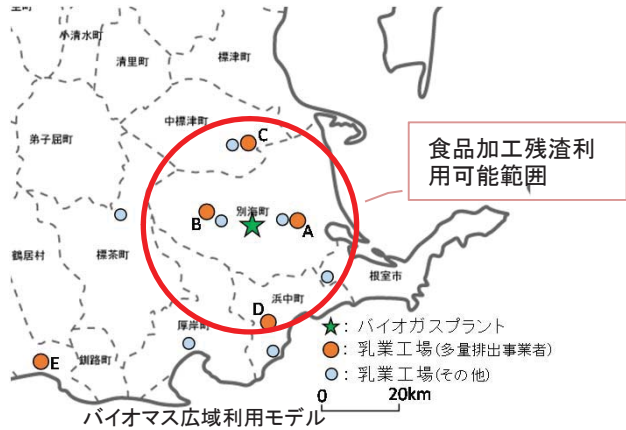 小清水町
清里町
標津町
中標津町
C
弟子屈町
食品加工残渣利
用可能範囲
別海町
B
A
標茶町
鶴居村
根室市
浜中町
D
厚岸町
釧路町
E
★：バイオガスプラント
：乳業工場(多量排出事業者)
：乳業工場(その他)
0 20km
バイオマス広域利用モデル